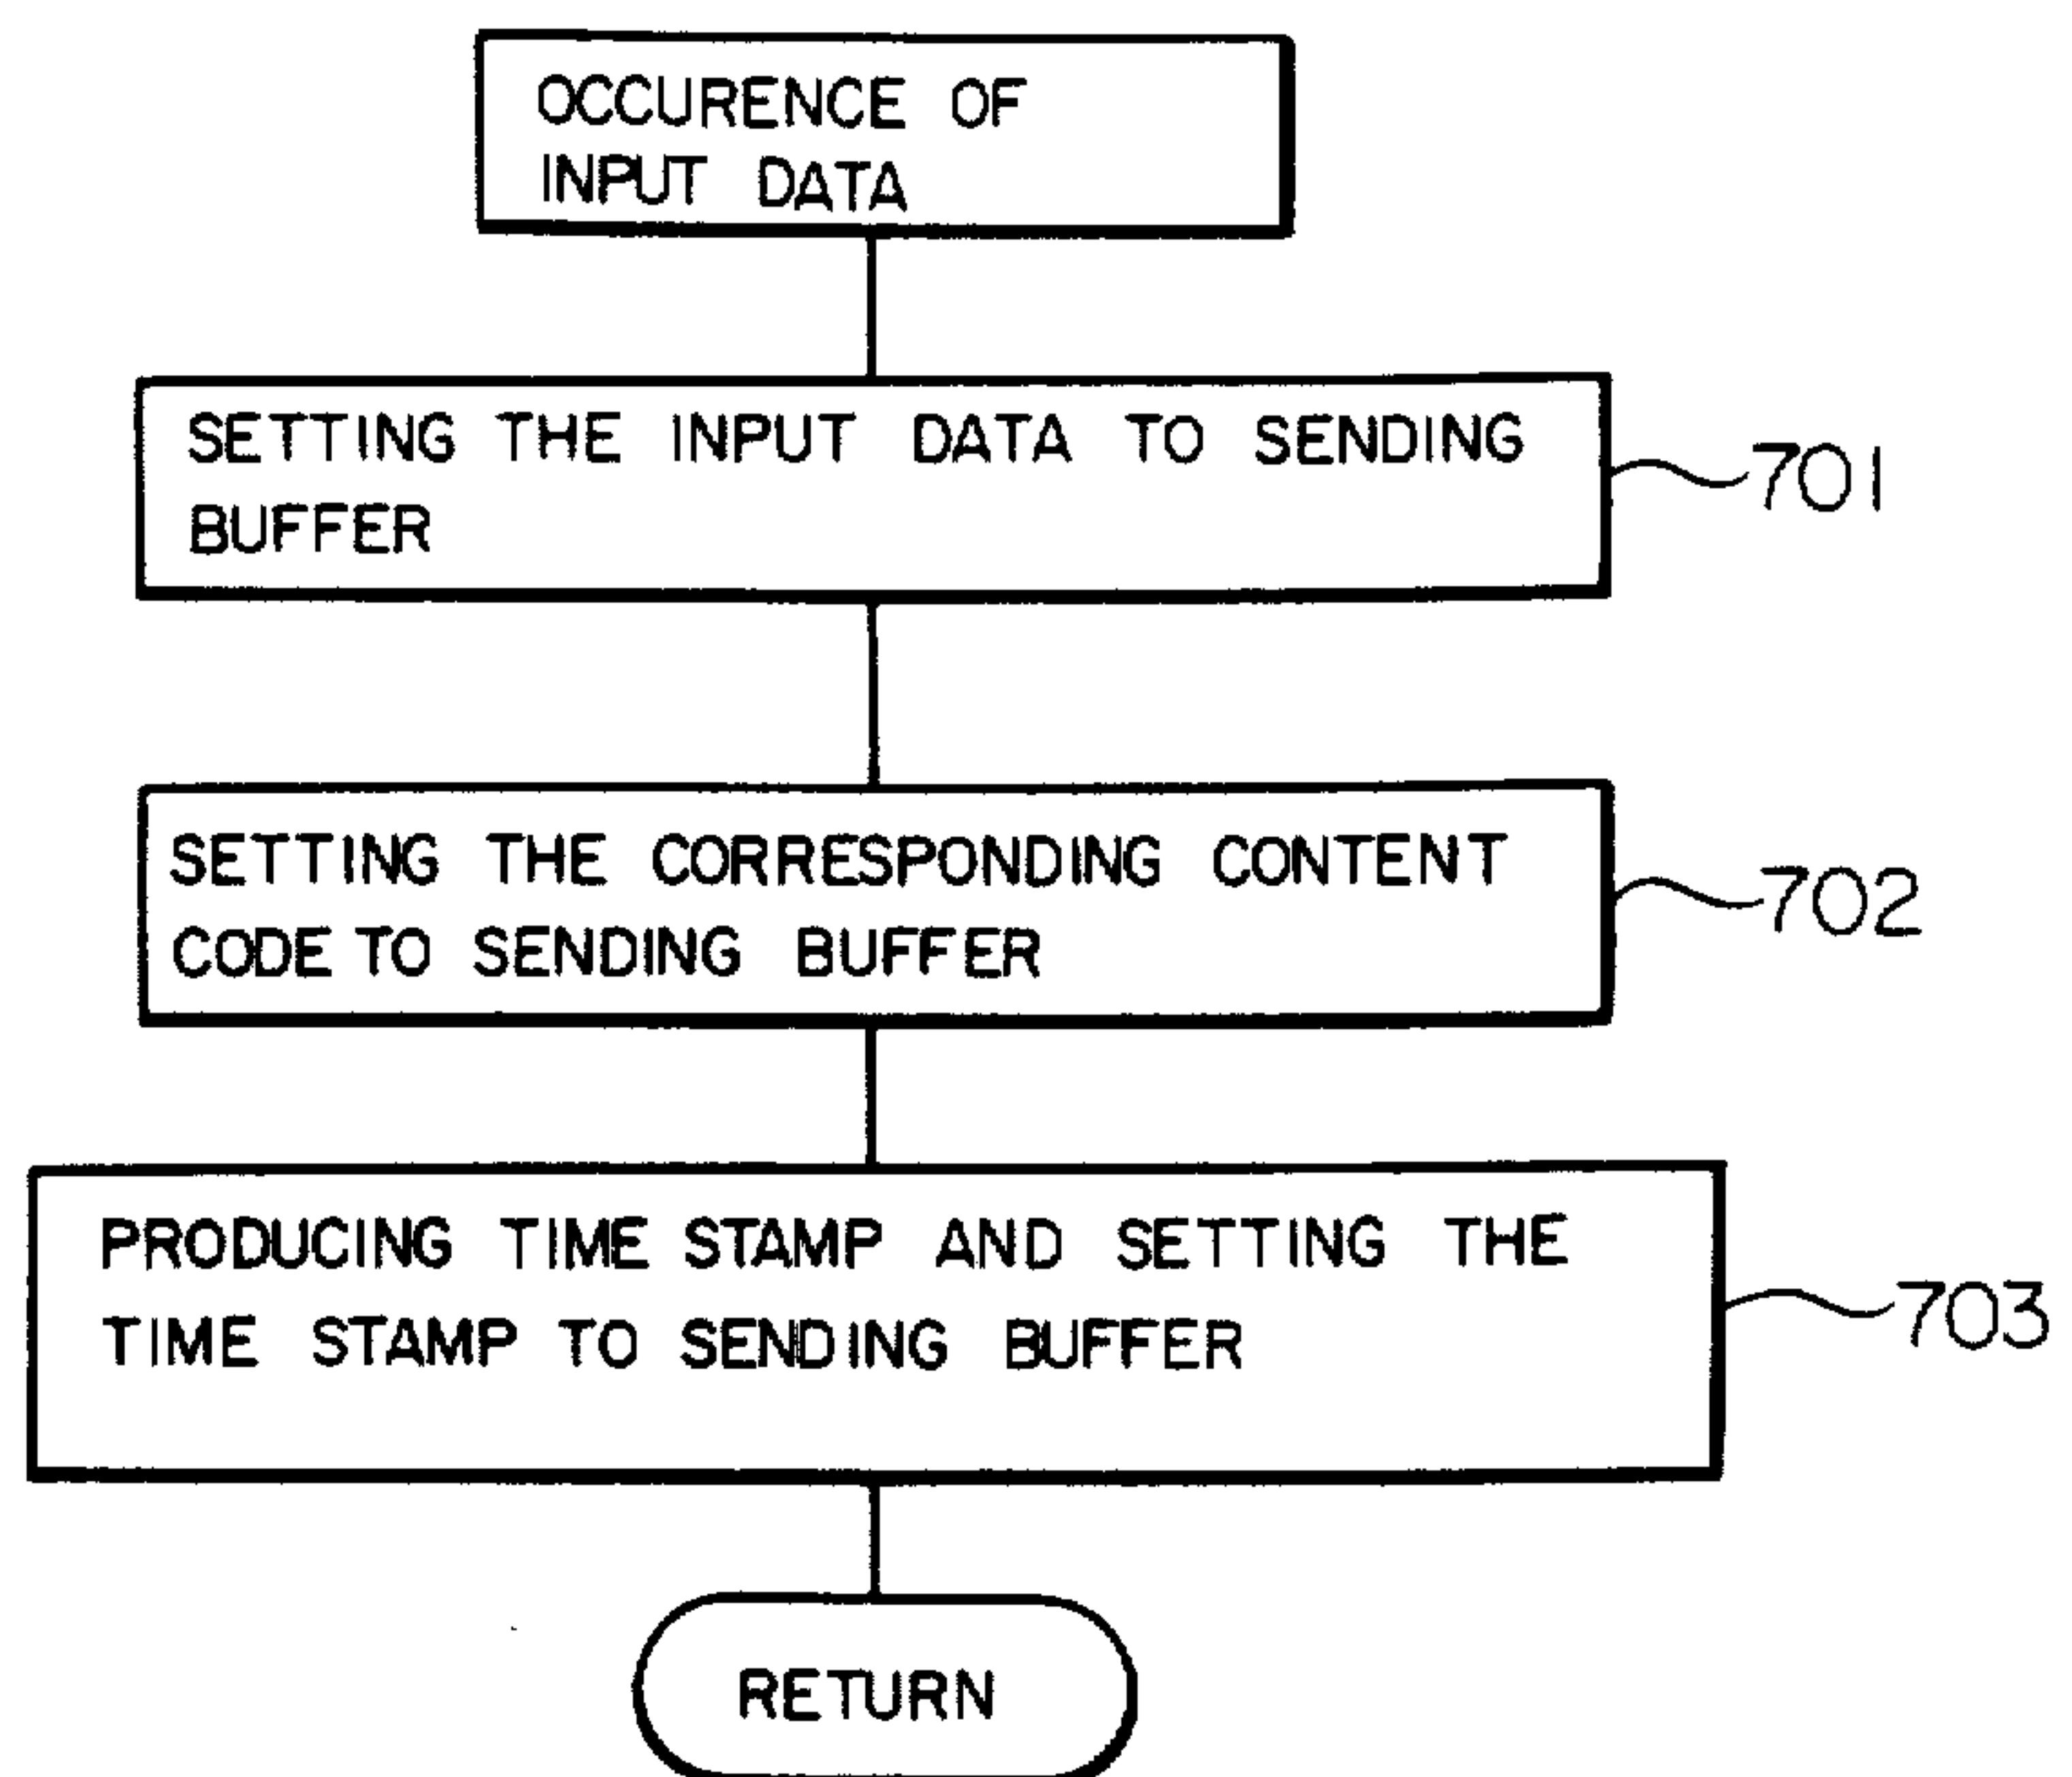 OCCURENCE OF
INPUT DATA
SETTING THE INPUT DATA TO SENDING
BUFFER
701
SETTING THE CORRESPONDING CONTENT
CODE TO SENDING BUFFER
702
PRODUCING TIME STAMP AND SETTING THE
TIME STAMP TO SENDING BUFFER
703
RETURN